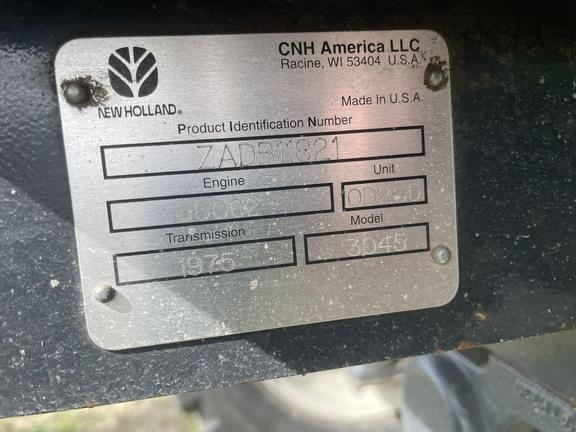 CNH America LLC
Racine, WI 53404 U.S.A.
NEW HOLLAND®
Made In U.S.A.
Product Identification Number
ZADB11821
Engine
Unit
Transmission
Model
1975
3045